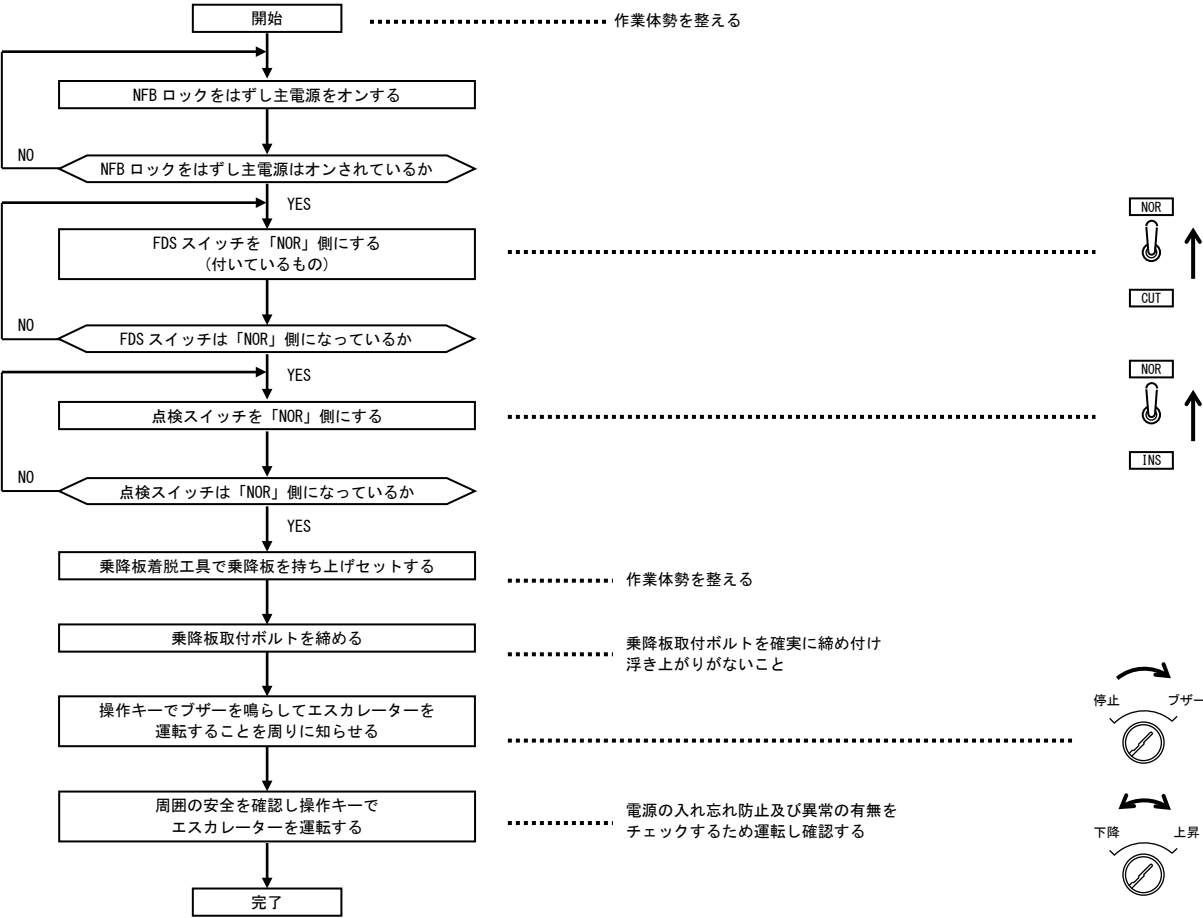 開始
作業体勢を整える
NFB ロックをはずし主電源をオンする
NO
NFB ロックをはずし主電源はオンされているか
YES
NOR
FDS スイッチを「NOR」側にする
(付いているもの)
CUT
NO
FDS スイッチは「NOR」側になっているか
YES
NOR
点検スイッチを「NOR」側にする
INS
NO
点検スイッチは「NOR」側になっているか
YES
乗降板着脱工具で乗降板を持ち上げセットする
作業体勢を整える
乗降板取付ボルトを締める
乗降板取付ボルトを確実に締め付け
浮き上がりがないこと
操作キーでブザーを鳴らしてエスカレーターを
運転することを周りに知らせる
停止 ブザー
周囲の安全を確認し操作キーで
エスカレーターを運転する
電源の入れ忘れ防止及び異常の有無を
チェックするため運転し確認する
下降 上昇
完了